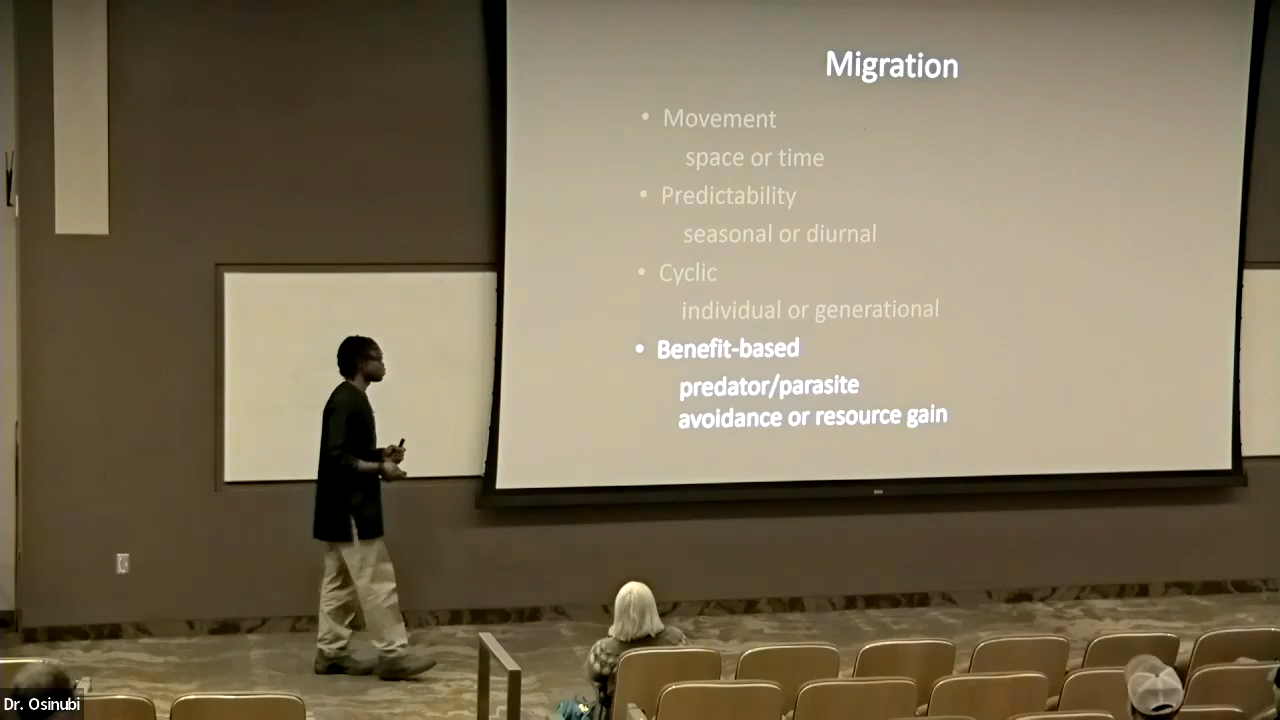 Migration
• Movement
space or time
• Predictability
seasonal or diurnal
• Cyclic
individual or generational
• Benefit-based
predator/parasite
avoidance or resource gain
Dr. Osinubi